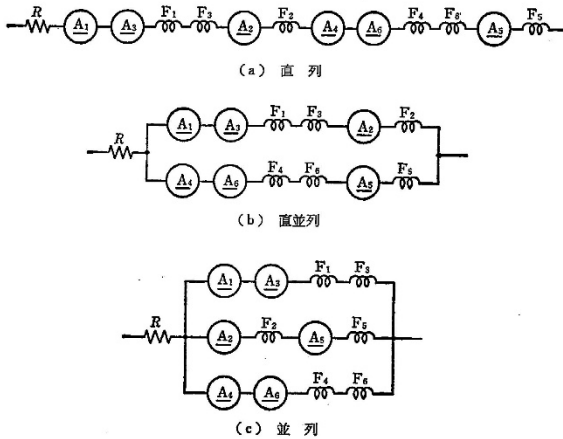 R A₁ A₃ F₁ F₃ A₂ F₂ A₄ A₆ F₄ F₆ A₅ F₅
(a) 直 列
R A₁ A₃ F₁ F₃ A₂ F₂
A₄ A₆ F₄ F₆ A₅ F₅
(b) 直並列
A₁ A₃ F₁ F₃
R A₂ F₂ A₅ F₅
A₄ A₆ F₄ F₆
(c) 並 列